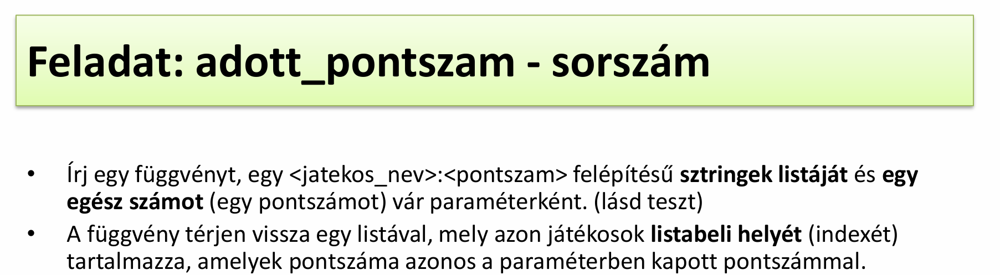 Feladat: adott_pontszam - sorszám
• Írj egy függvényt, egy <jatekos_nev>:<pontszam> felépítésű sztringek listáját és egy
egész számot (egy pontszámot) vár paraméterként. (lásd teszt)
• A függvény térjen vissza egy listával, mely azon játékosok listabeli helyét (indexét)
tartalmazza, amelyek pontszáma azonos a paraméterben kapott pontszámmal.